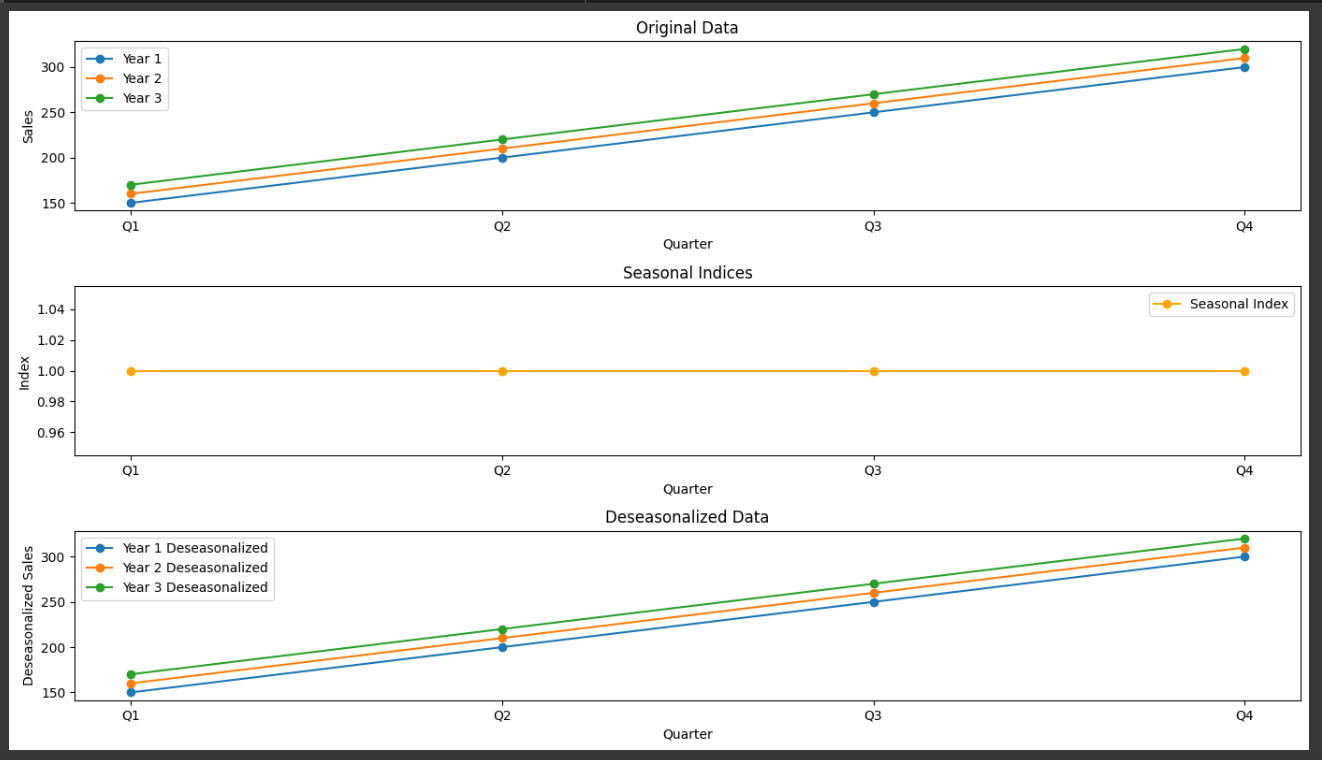 Original Data
Year 1
Year 2
Year 3
300
250
200
150
Sales
Q1 Q2 Q3 Q4
Quarter
Seasonal Indices
Seasonal Index
1.04
1.02
1.00
0.98
0.96
Index
Q1 Q2 Q3 Q4
Quarter
Deseasonalized Data
Year 1 Deseasonalized
Year 2 Deseasonalized
Year 3 Deseasonalized
300
250
200
150
Deseasonalized Sales
Q1 Q2 Q3 Q4
Quarter